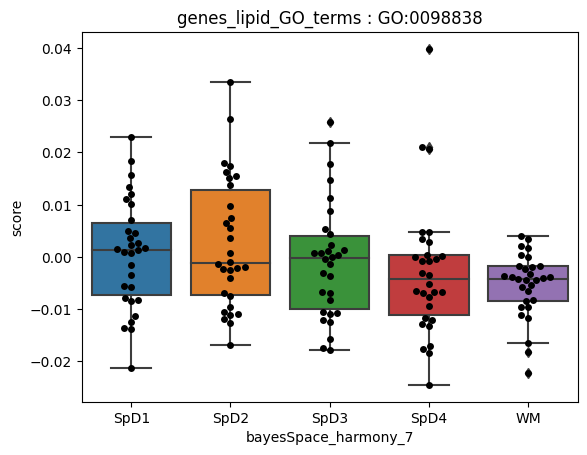 genes_lipid_GO_terms : GO:0098838
0.04
0.03
0.02
0.01
0.00
−0.01
−0.02
score
SpD1 SpD2 SpD3 SpD4 WM
bayesSpace_harmony_7